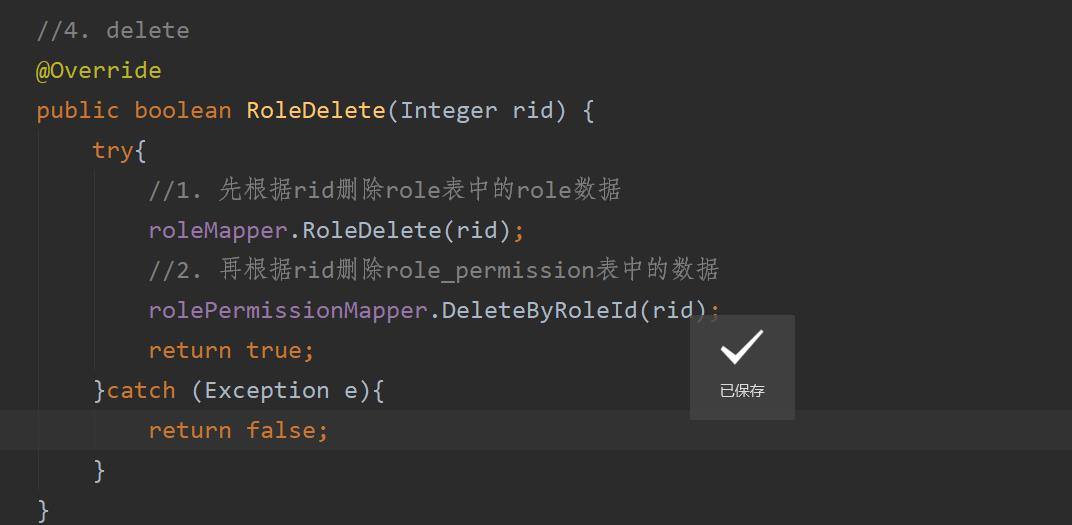 //4. delete
@Override
public boolean RoleDelete(Integer rid) {
try{
//1. 先根据rid删除role表中的role数据
roleMapper.RoleDelete(rid);
//2. 再根据rid删除role_permission表中的数据
rolePermissionMapper.DeleteByRoleId(rid);
return true;
}catch (Exception e){
已保存
return false;
}
}